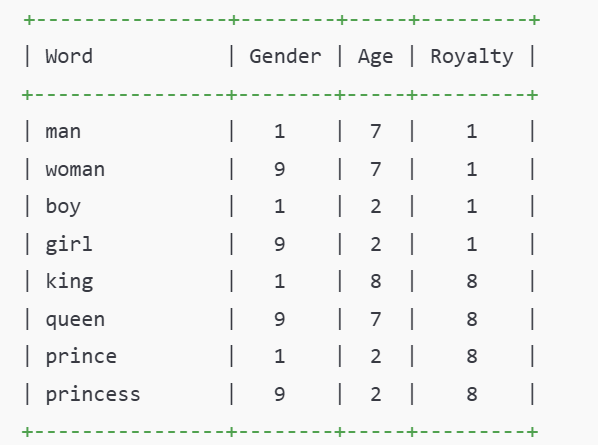 +----------------+--------+-----+---------+
| Word | Gender | Age | Royalty |
+----------------+--------+-----+---------+
| man | 1 | 7 | 1 |
| woman | 9 | 7 | 1 |
| boy | 1 | 2 | 1 |
| girl | 9 | 2 | 1 |
| king | 1 | 8 | 8 |
| queen | 9 | 7 | 8 |
| prince | 1 | 2 | 8 |
| princess | 9 | 2 | 8 |
+----------------+--------+-----+---------+